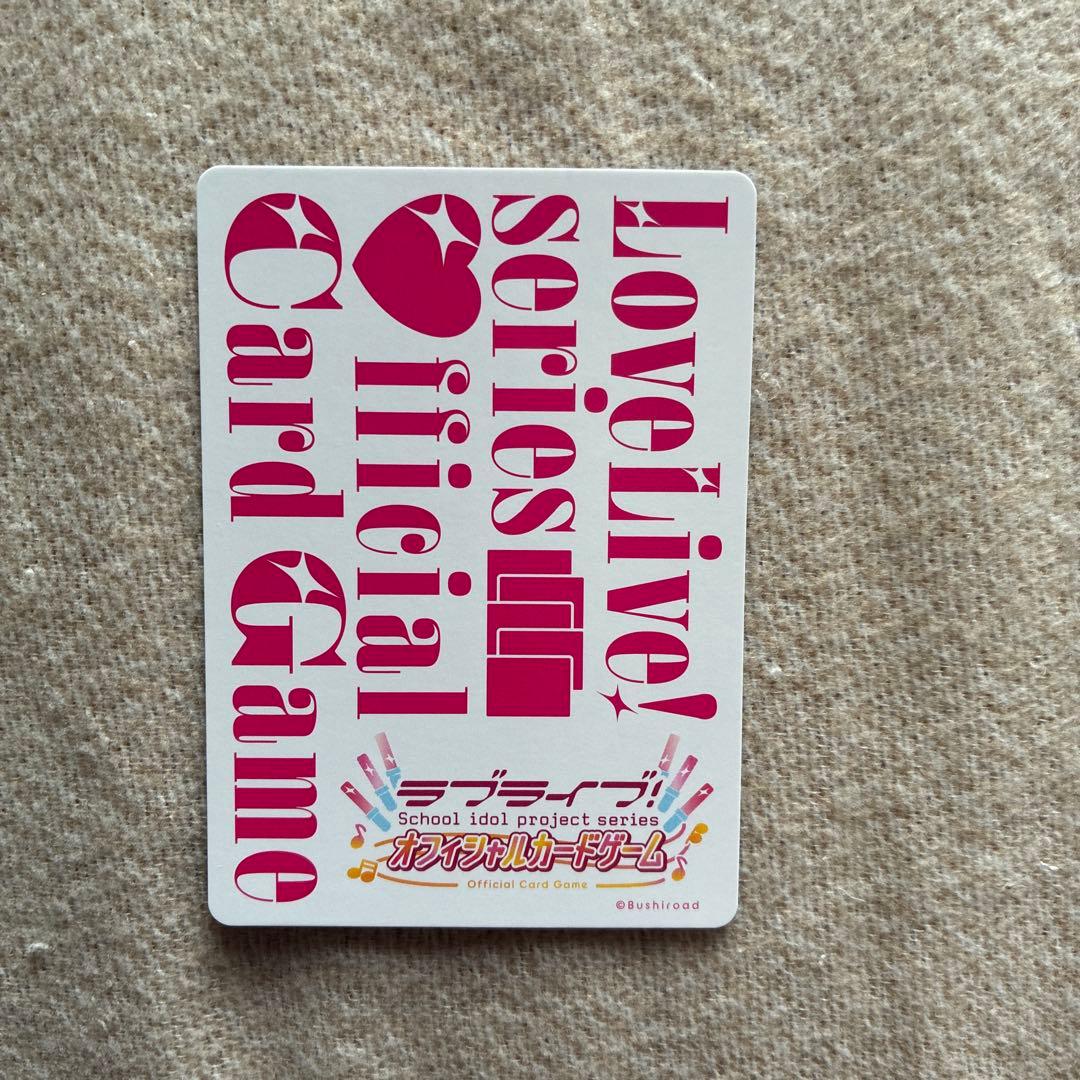 LoveLive!
series
♥fficial
Card Game
ラブライブ!
School idol project series
オフィシャルカードゲーム
Official Card Game
©Bushiroad